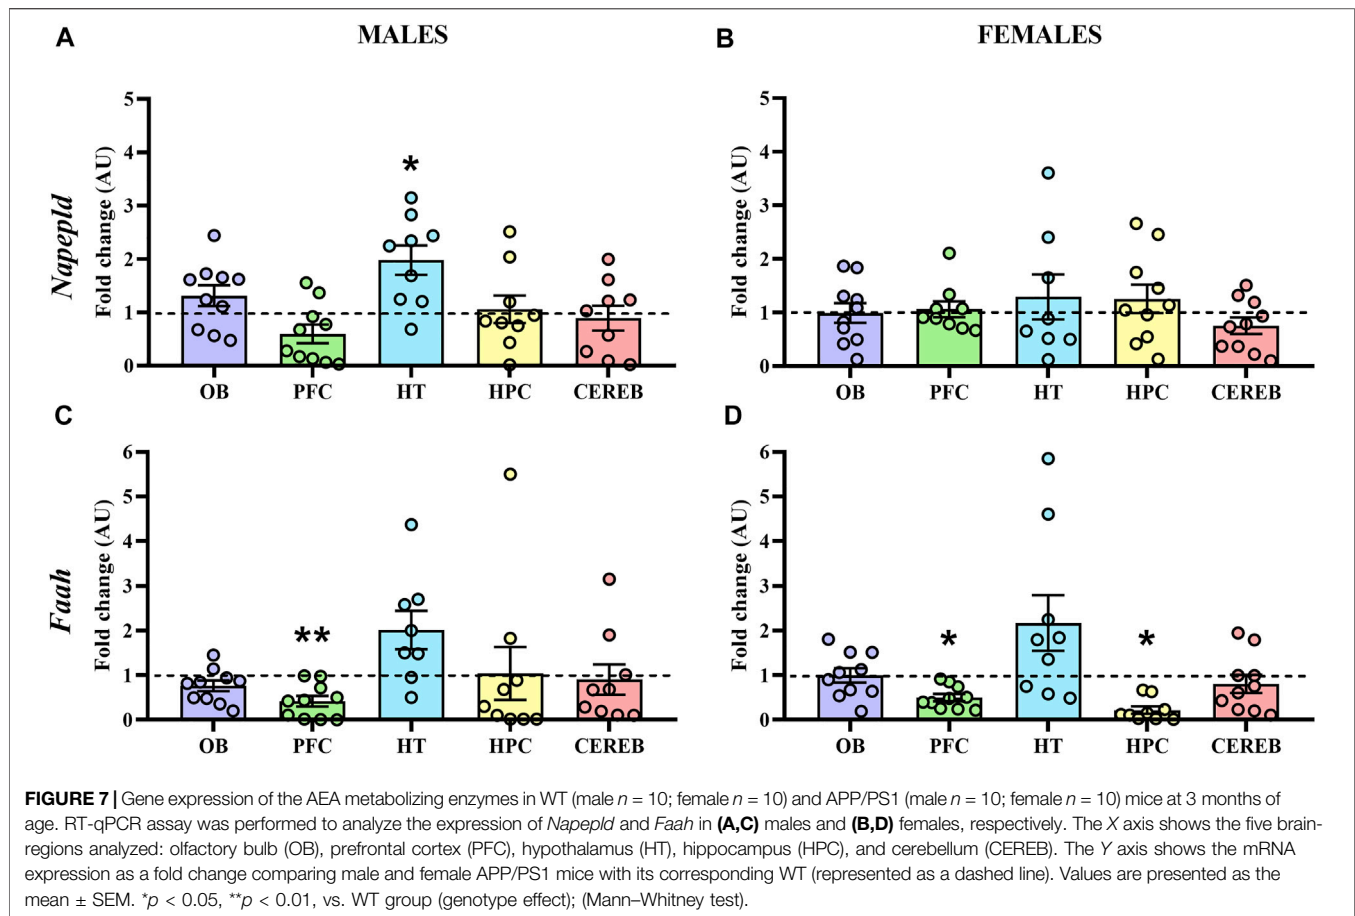 A
MALES
B
FEMALES
Napepld
Fold change (AU)
5
4
3
2
1
0
*
OB
PFC
HT
HPC
CEREB
Fold change (AU)
5
4
3
2
1
0
OB
PFC
HT
HPC
CEREB
C
D
Faah
Fold change (AU)
6
5
4
3
2
1
0
**
OB
PFC
HT
HPC
CEREB
Fold change (AU)
6
5
4
3
2
1
0
*
*
OB
PFC
HT
HPC
CEREB
FIGURE 7 | Gene expression of the AEA metabolizing enzymes in WT (male n = 10; female n = 10) and APP/PS1 (male n = 10; female n = 10) mice at 3 months of
age. RT-qPCR assay was performed to analyze the expression of Napepld and Faah in (A,C) males and (B,D) females, respectively. The X axis shows the five brain-
regions analyzed: olfactory bulb (OB), prefrontal cortex (PFC), hypothalamus (HT), hippocampus (HPC), and cerebellum (CEREB). The Y axis shows the mRNA
expression as a fold change comparing male and female APP/PS1 mice with its corresponding WT (represented as a dashed line). Values are presented as the
mean ± SEM. *p < 0.05, **p < 0.01, vs. WT group (genotype effect); (Mann–Whitney test).